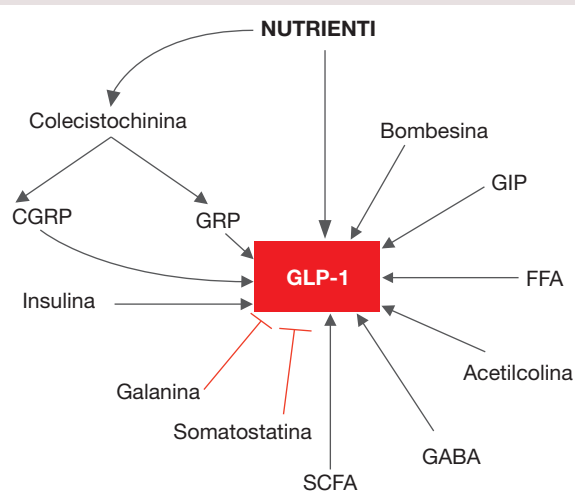 NUTRIENTI
Colecistochinina
Bombesina
GIP
CGRP
GRP
GLP-1
FFA
Insulina
Acetilcolina
Galanina
Somatostatina
GABA
SCFA